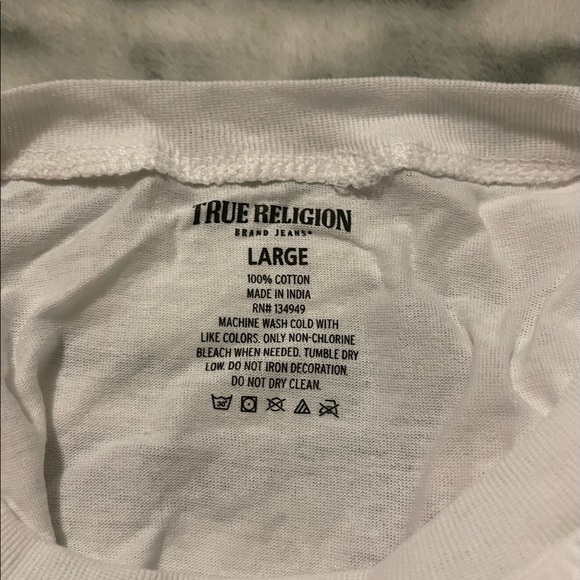 TRUE RELIGION
BRAND JEANS®
LARGE
100% COTTON
MADE IN INDIA
RN# 134949
MACHINE WASH COLD WITH
LIKE COLORS. ONLY NON-CHLORINE
BLEACH WHEN NEEDED. TUMBLE DRY
LOW. DO NOT IRON DECORATION.
DO NOT DRY CLEAN.
30°